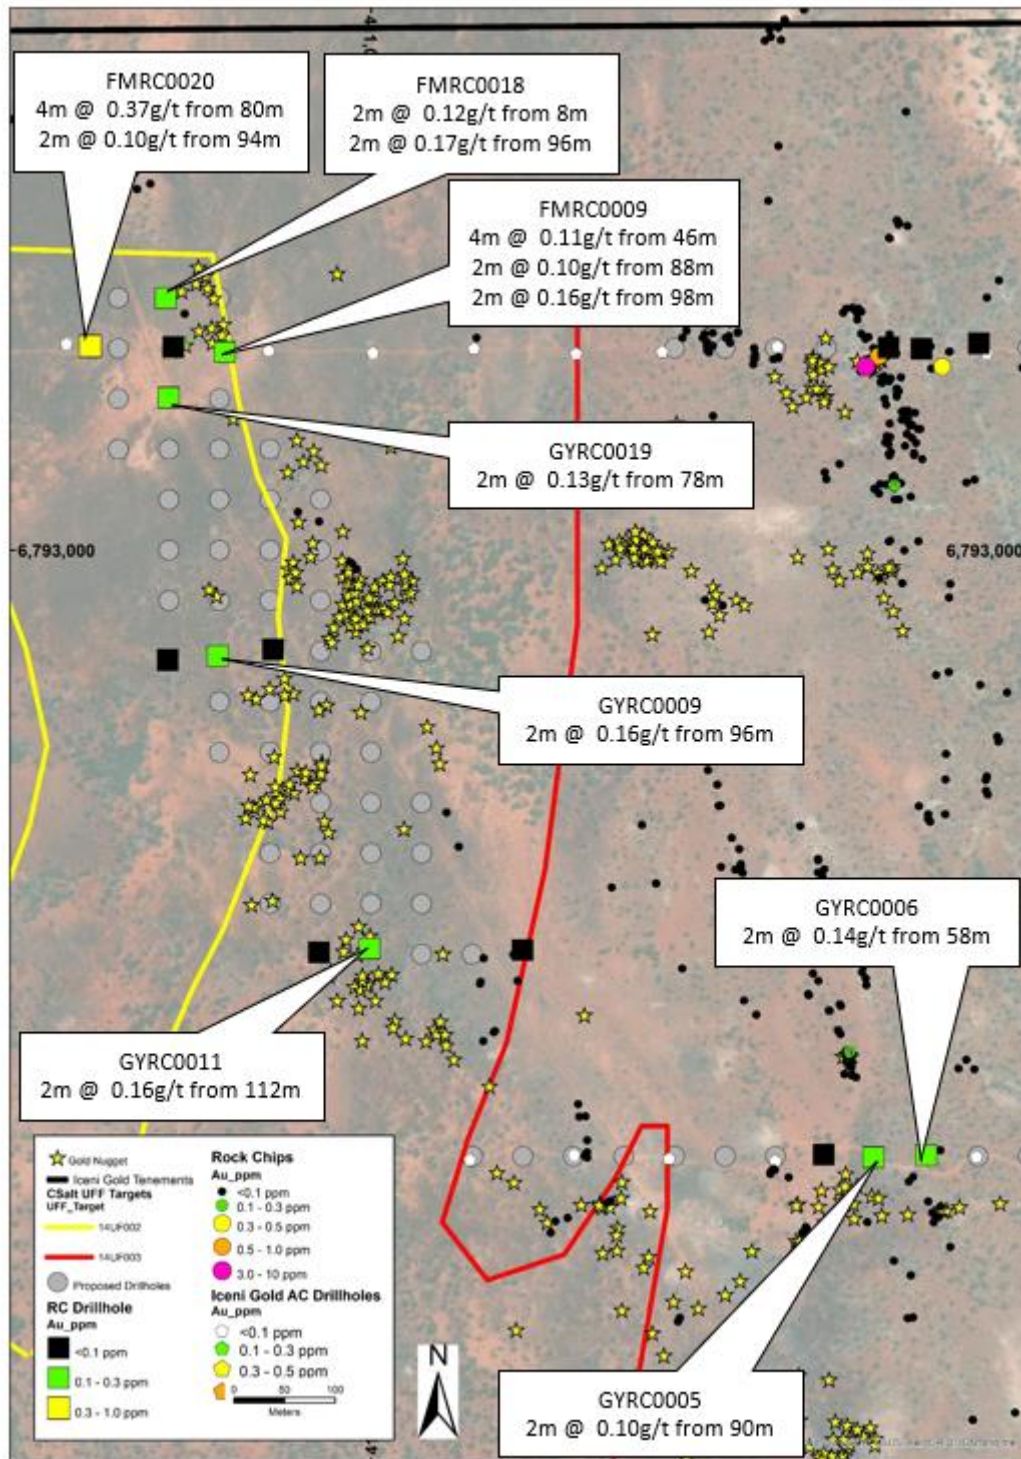 41,0
FMRC0020
4m @ 0.37g/t from 80m
2m @ 0.10g/t from 94m
FMRC0018
2m @ 0.12g/t from 8m
2m @ 0.17g/t from 96m
FMRC0009
4m @ 0.11g/t from 46m
2m @ 0.10g/t from 88m
2m @ 0.16g/t from 98m
GYRC0019
2m @ 0.13g/t from 78m
6,793,000
6,793,000
GYRC0009
2m @ 0.16g/t from 96m
GYRC0006
2m @ 0.14g/t from 58m
GYRC0011
2m @ 0.16g/t from 112m
Gold Nugget
Iceni Gold Tenements
CSalt UFF Targets
UFF_Target
14UF002
14UF003
Proposed Drillholes
RC Drillhole
Au_ppm
<0.1 ppm
0.1 - 0.3 ppm
0.3 - 1.0 ppm
Rock Chips
Au_ppm
<0.1 ppm
0.1 - 0.3 ppm
0.3 - 0.5 ppm
0.5 - 1.0 ppm
3.0 - 10 ppm
Iceni Gold AC Drillholes
Au_ppm
<0.1 ppm
0.1 - 0.3 ppm
0.3 - 0.5 ppm
0 50 100
Meters
N
GYRC0005
2m @ 0.10g/t from 90m